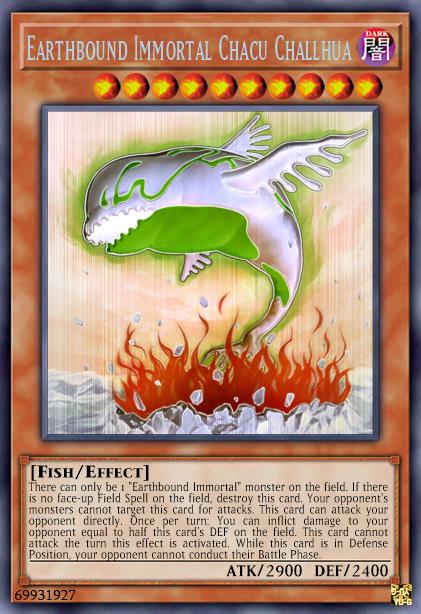 EARTHBOUND IMMORTAL CHACU CHALLHUA
DARK
闇
[FISH/EFFECT]
There can only be 1 "Earthbound Immortal" monster on the field. If there
is no face-up Field Spell on the field, destroy this card. Your opponent's
monsters cannot target this card for attacks. This card can attack your
opponent directly. Once per turn: You can inflict damage to your
opponent equal to half this card's DEF on the field. This card cannot
attack the turn this effect is activated. While this card is in Defense
Position, your opponent cannot conduct their Battle Phase.
ATK/2900 DEF/2400
69931927